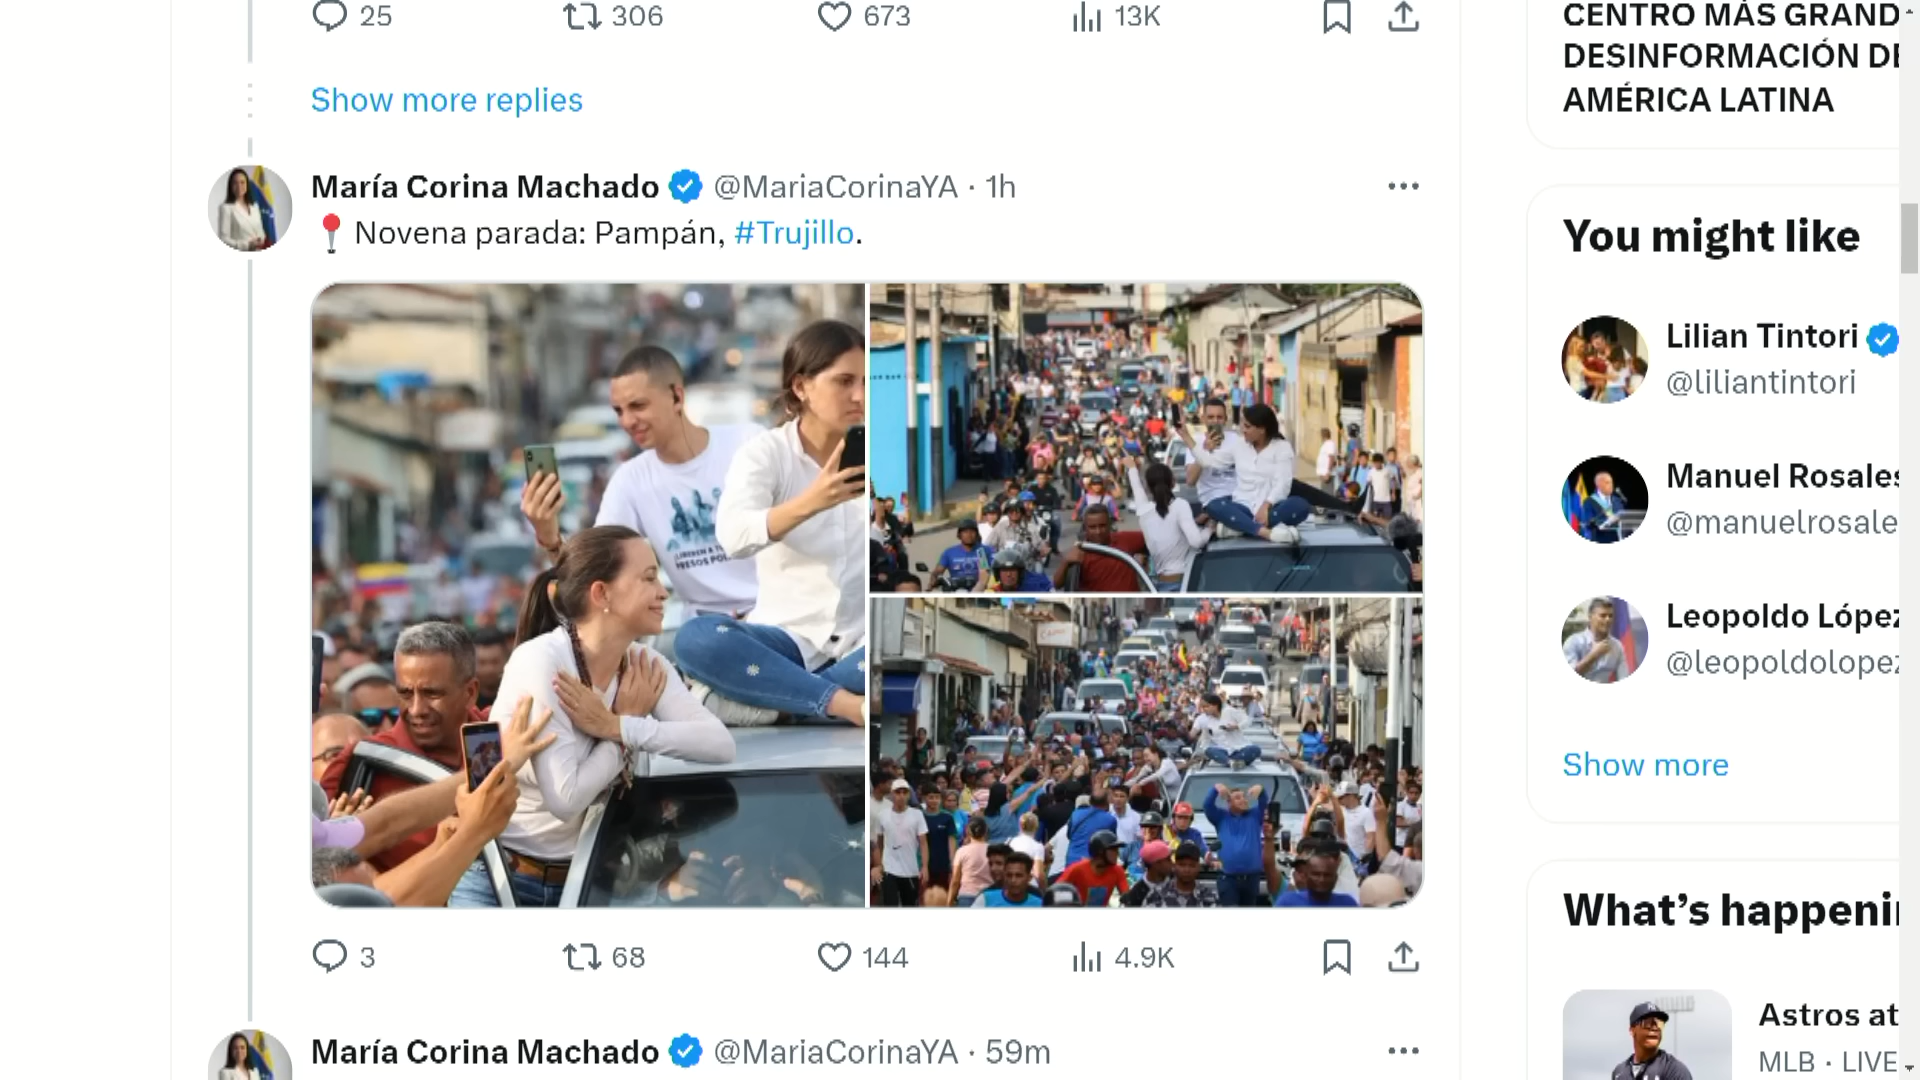 25 306 673 13K
Show more replies
María Corina Machado @MariaCorinaYA · 1h
Novena parada: Pampán, #Trujillo.
3 68 144 4.9K
María Corina Machado @MariaCorinaYA · 59m
CENTRO MÁS GRAND
DESINFORMACIÓN DE
AMÉRICA LATINA
You might like
Lilian Tintori
@liliantintori
Manuel Rosales
@manuelrosale
Leopoldo López
@leopoldolopez
Show more
What's happeni
Astros at
MLB · LIVE